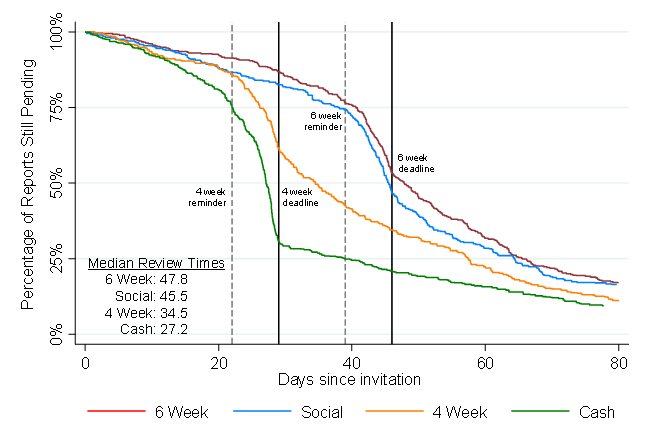 Percentage of Reports Still Pending
100%
75%
50%
25%
0%
6 week
reminder
6 week
deadline
4 week
reminder
4 week
deadline
Median Review Times
6 Week: 47.8
Social: 45.5
4 Week: 34.5
Cash: 27.2
0 20 40 60 80
Days since invitation
6 Week Social 4 Week Cash